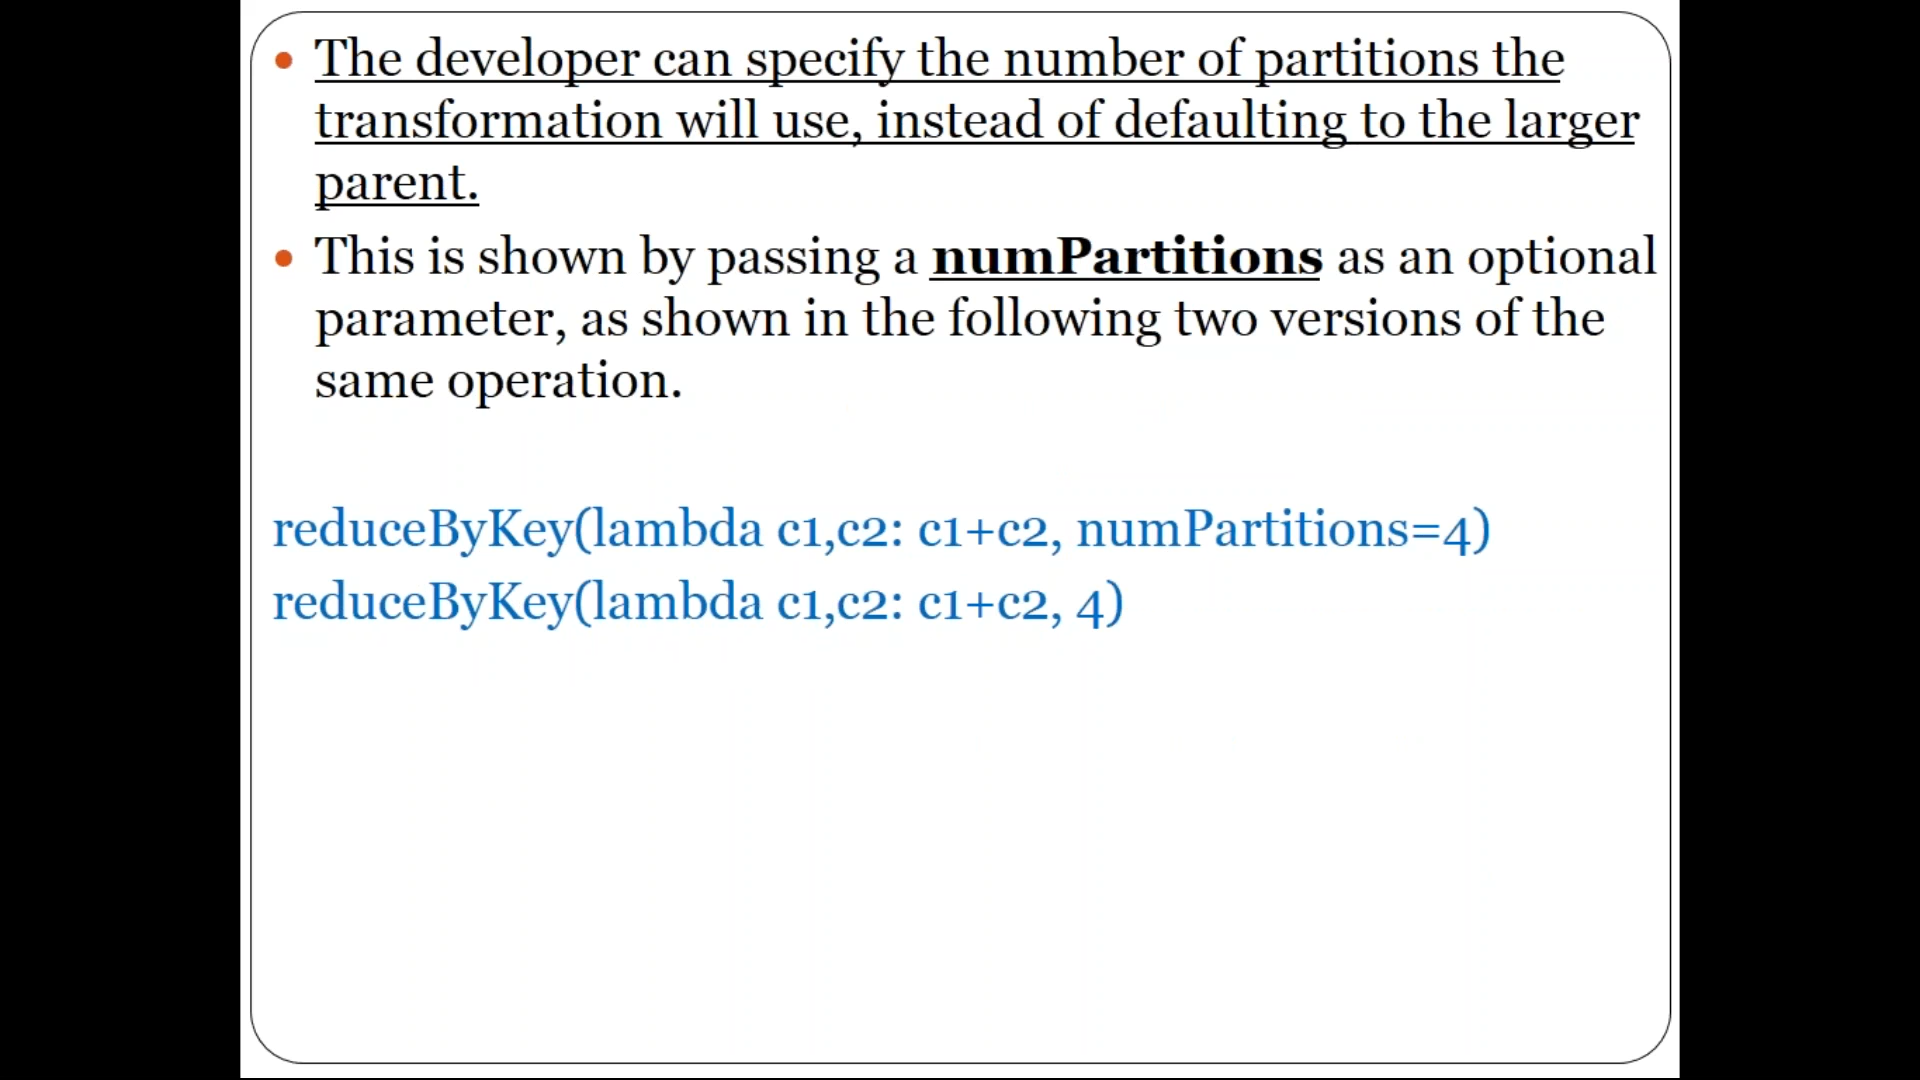 The developer can specify the number of partitions the
transformation will use, instead of defaulting to the larger
parent.
This is shown by passing a numPartitions as an optional
parameter, as shown in the following two versions of the
same operation.
reduceByKey(lambda c1,c2: c1+c2, numPartitions=4)
reduceByKey(lambda c1,c2: c1+c2, 4)